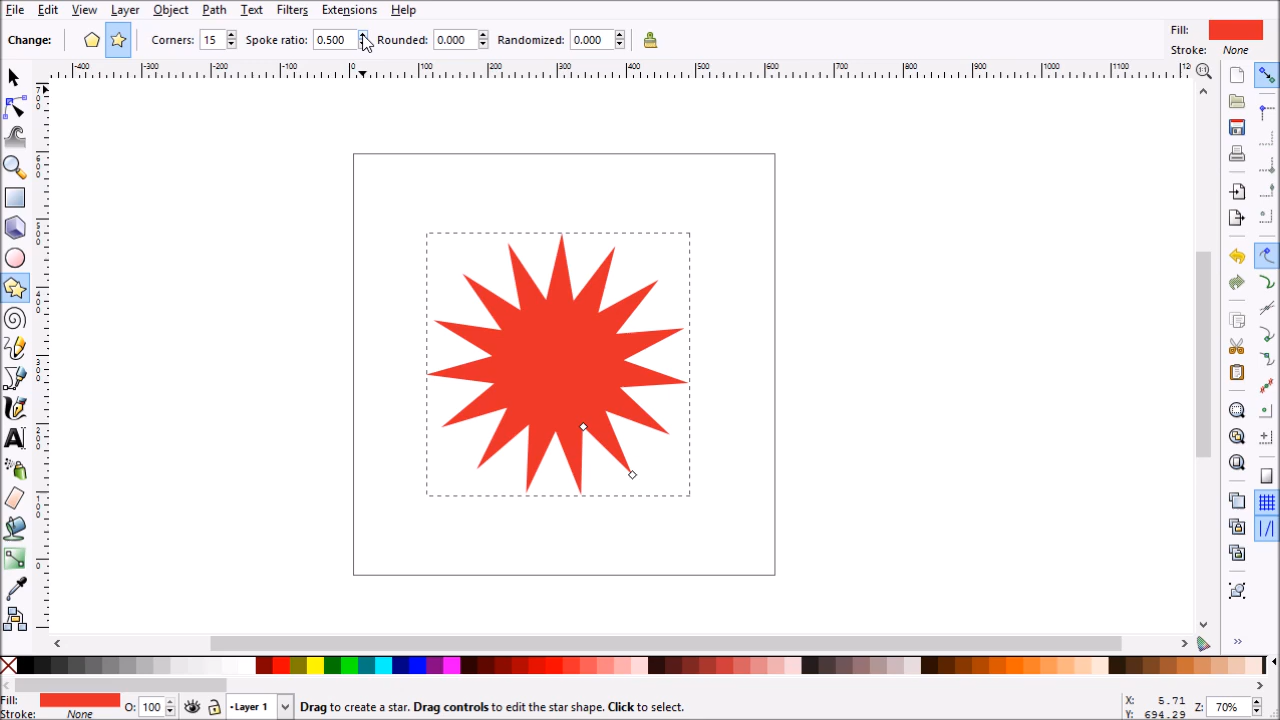 File Edit View Layer Object Path Text Filters Extensions Help
Change: Corners: 15 Spoke ratio: 0.500 Rounded: 0.000 Randomized: 0.000 Fill:
Stroke: None
-400 -300 -200 -100 0 100 200 300 400 500 600 700 800 900 1000 1100
Fill: O: 100 Layer 1 Drag to create a star. Drag controls to edit the star shape. Click to select. X: 5.71 Z: 70%
Stroke: None Y: 694.29